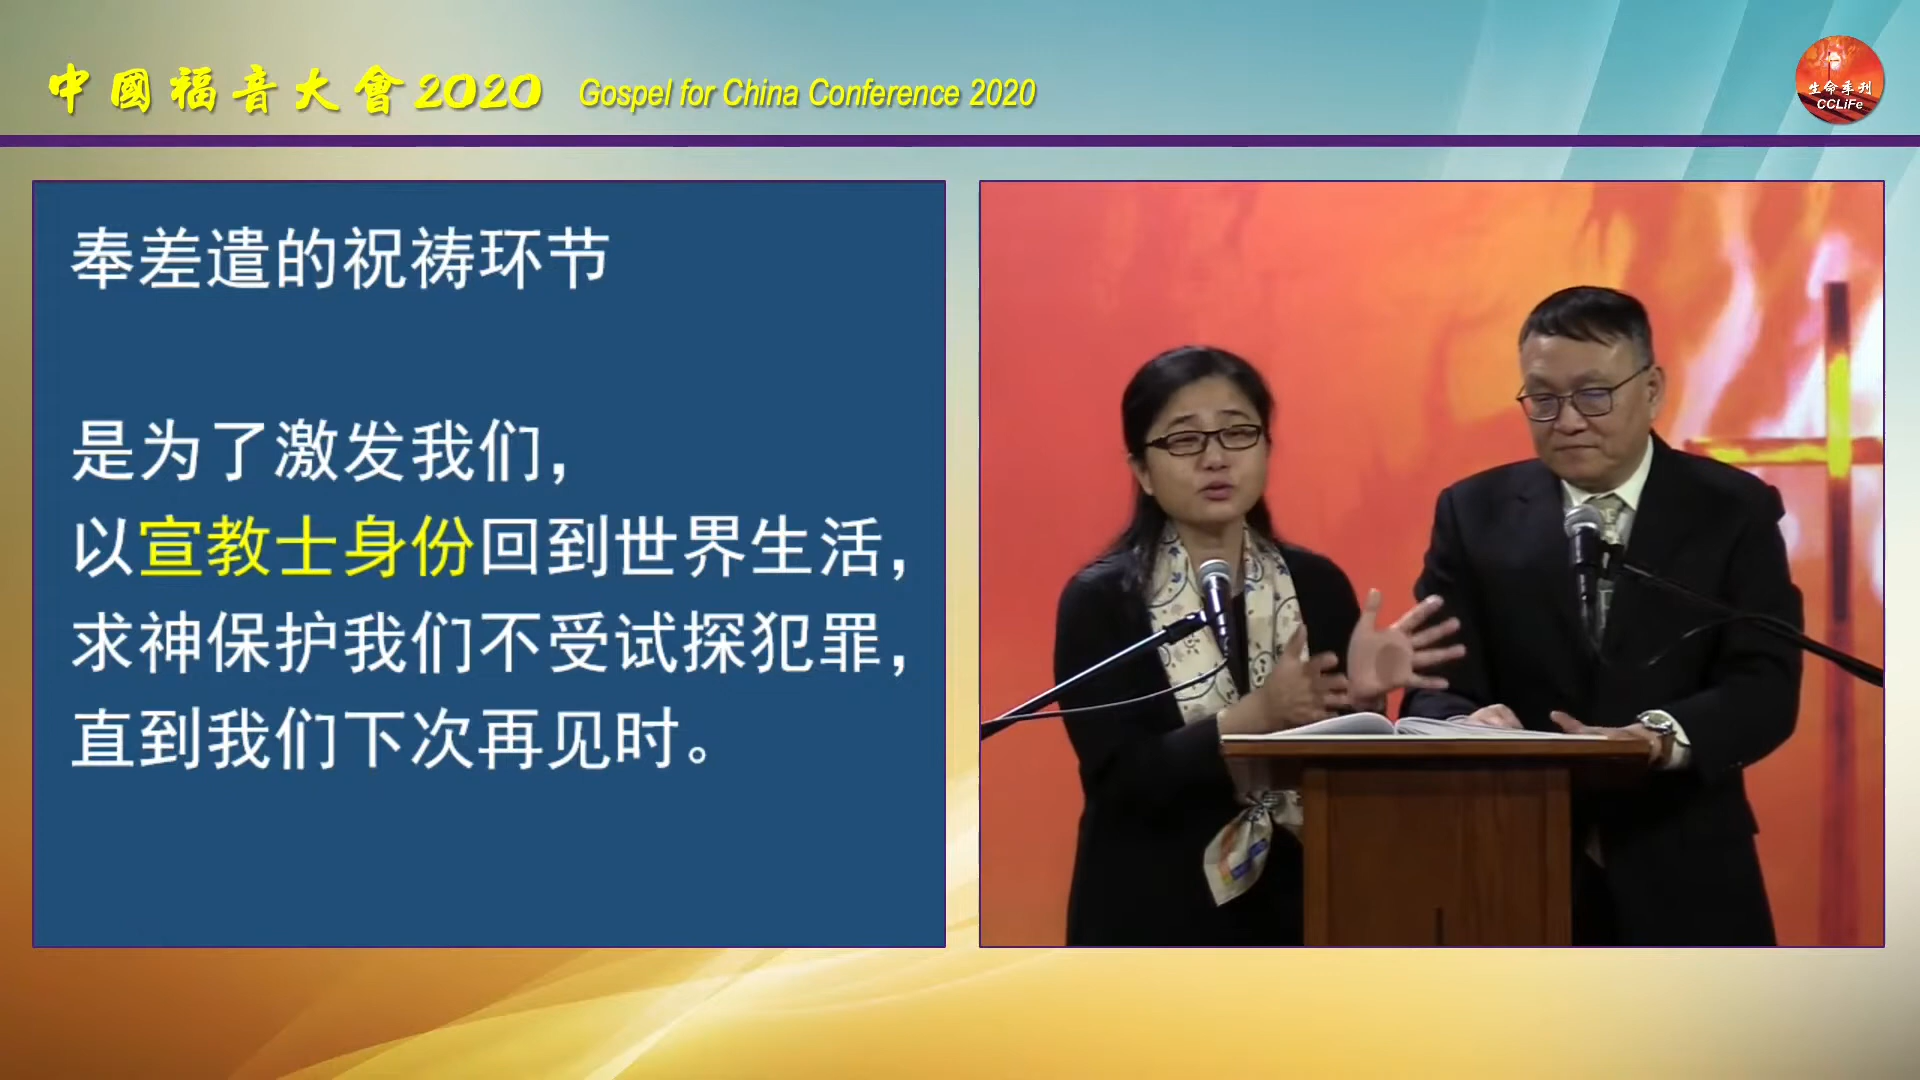 中國福音大會2020 Gospel for China Conference 2020
生命季刊
CCLiFe
奉差遣的祝祷环节
是为了激发我们，
以宣教士身份回到世界生活，
求神保护我们不受试探犯罪，
直到我们下次再见时。